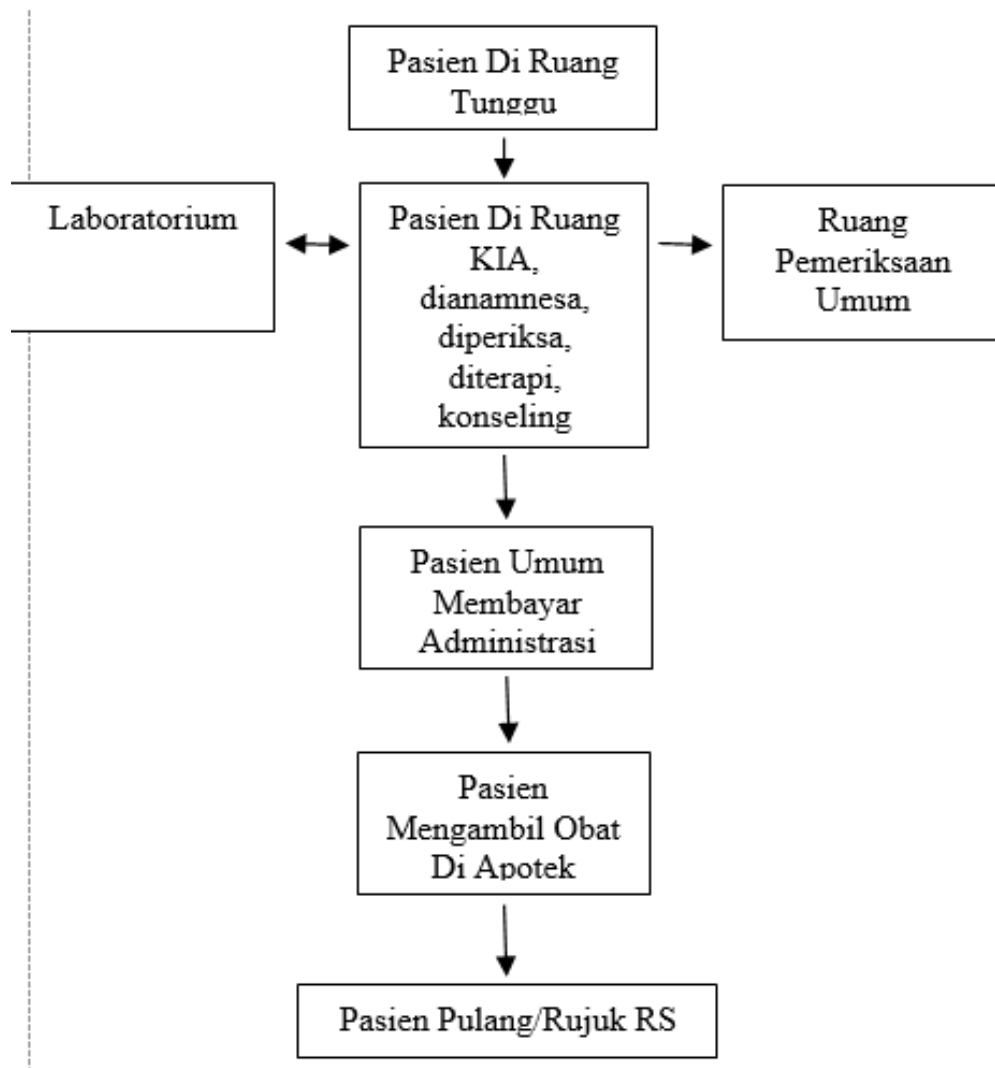 Pasien Di Ruang
Tunggu
Laboratorium
Pasien Di Ruang
KIA,
dianamnesa,
diperiksa,
diterapi,
konseling
Ruang
Pemeriksaan
Umum
Pasien Umum
Membayar
Administrasi
Pasien
Mengambil Obat
Di Apotek
Pasien Pulang/Rujuk RS